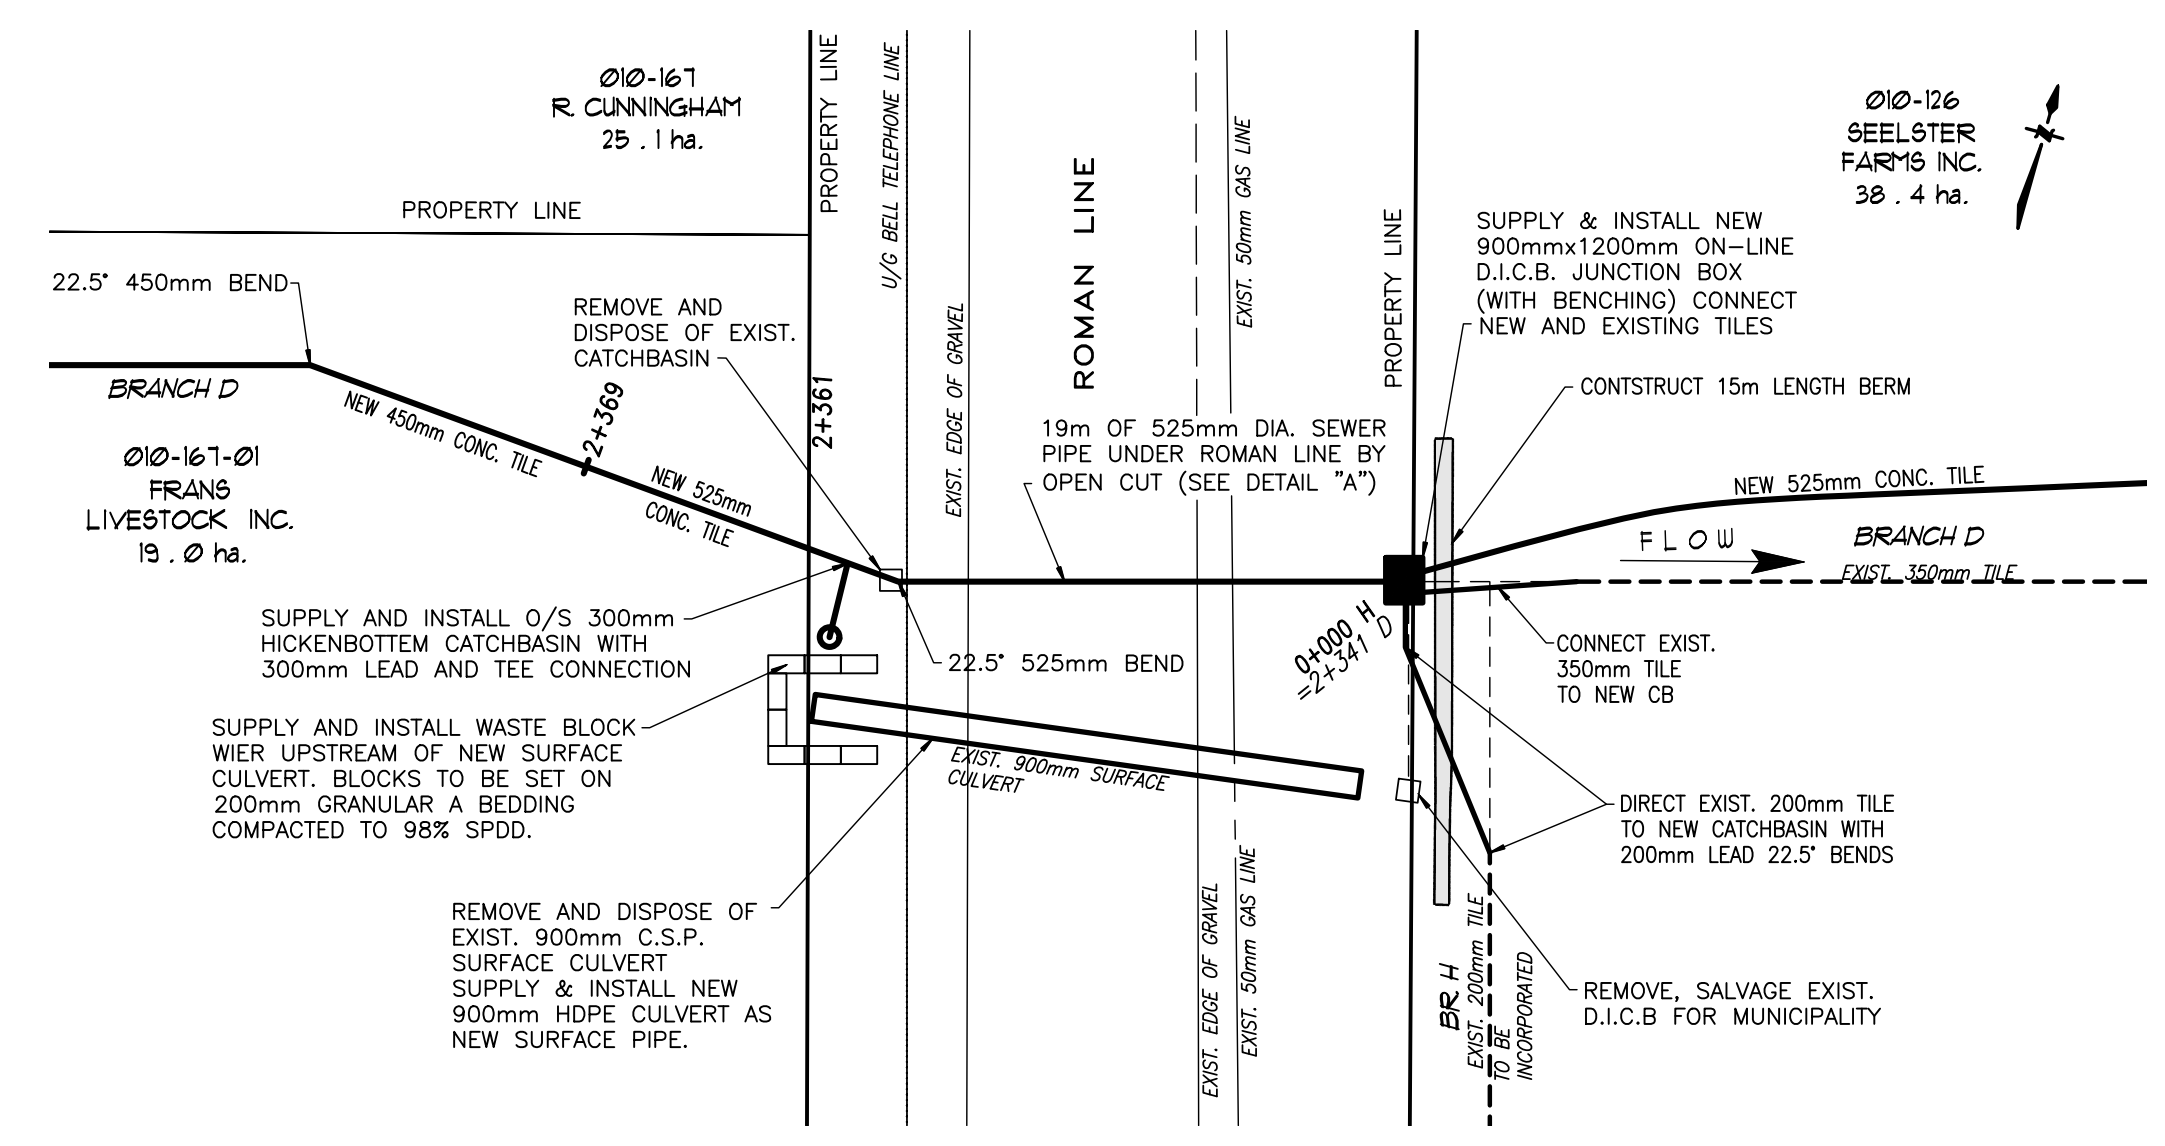 Ø1Ø-167
R. CUNNINGHAM
25 . 1 ha.
PROPERTY LINE
PROPERTY LINE
U/G BELL TELEPHONE LINE
EXIST. EDGE OF GRAVEL
ROMAN LINE
EXIST. 50mm GAS LINE
PROPERTY LINE
Ø1Ø-126
SEELSTER
FARMS INC.
38 . 4 ha.
SUPPLY & INSTALL NEW
900mmx1200mm ON-LINE
D.I.C.B. JUNCTION BOX
(WITH BENCHING) CONNECT
NEW AND EXISTING TILES
22.5° 450mm BEND
REMOVE AND
DISPOSE OF EXIST.
CATCHBASIN
BRANCH D
NEW 450mm CONC. TILE
2+369
2+361
CONTSTRUCT 15m LENGTH BERM
19m OF 525mm DIA. SEWER
PIPE UNDER ROMAN LINE BY
OPEN CUT (SEE DETAIL "A")
Ø1Ø-167-Ø1
FRANS
LIVESTOCK INC.
19 . Ø ha.
NEW 525mm
CONC. TILE
NEW 525mm CONC. TILE
FLOW
BRANCH D
EXIST. 350mm TILE
SUPPLY AND INSTALL O/S 300mm
HICKENBOTTEM CATCHBASIN WITH
300mm LEAD AND TEE CONNECTION
22.5° 525mm BEND
0+000 H
=2+341 D
CONNECT EXIST.
350mm TILE
TO NEW CB
SUPPLY AND INSTALL WASTE BLOCK
WIER UPSTREAM OF NEW SURFACE
CULVERT. BLOCKS TO BE SET ON
200mm GRANULAR A BEDDING
COMPACTED TO 98% SPDD.
EXIST. 900mm SURFACE
CULVERT
DIRECT EXIST. 200mm TILE
TO NEW CATCHBASIN WITH
200mm LEAD 22.5° BENDS
REMOVE AND DISPOSE OF
EXIST. 900mm C.S.P.
SURFACE CULVERT
SUPPLY & INSTALL NEW
900mm HDPE CULVERT AS
NEW SURFACE PIPE.
EXIST. EDGE OF GRAVEL
EXIST. 50mm GAS LINE
BR. H
EXIST. 200mm TILE
TO BE
INCORPORATED
REMOVE, SALVAGE EXIST.
D.I.C.B FOR MUNICIPALITY